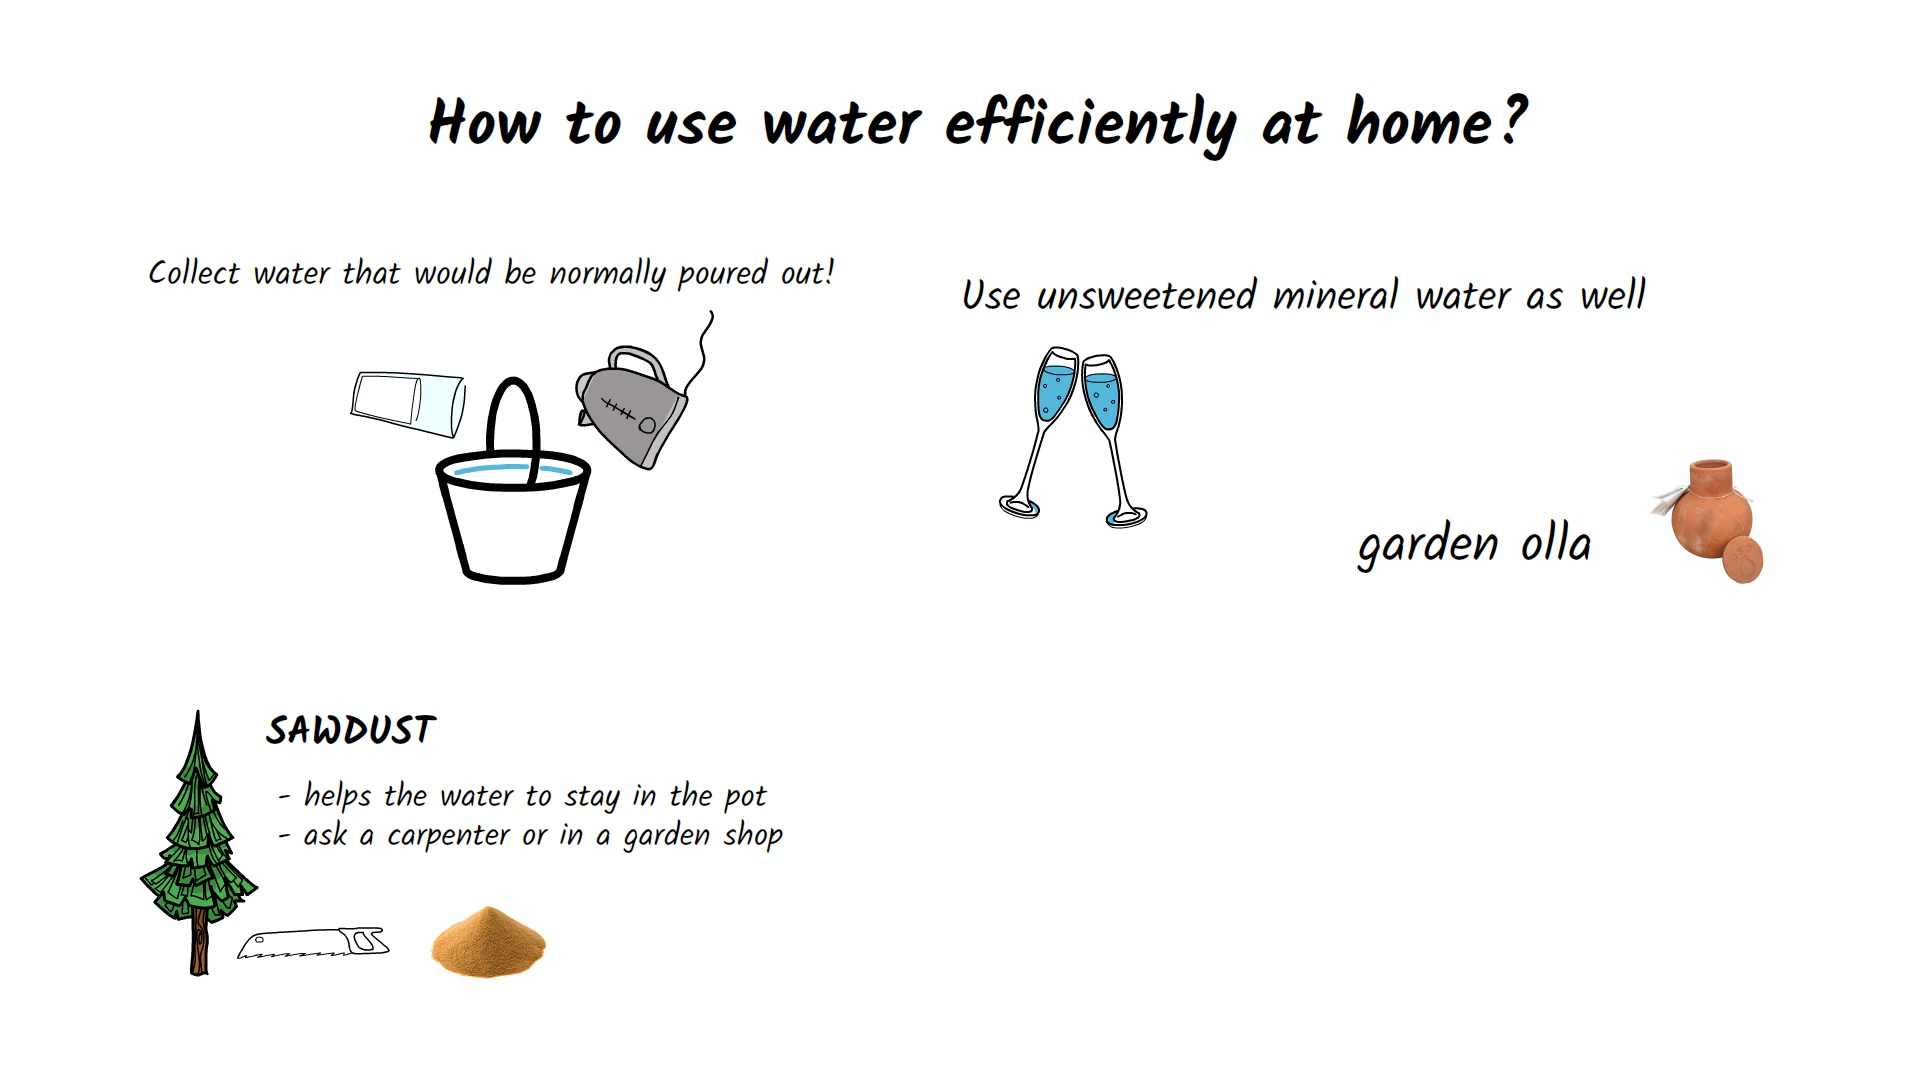 How to use water efficiently at home?
Collect water that would be normally poured out!
Use unsweetened mineral water as well
garden olla
SAWDUST
- helps the water to stay in the pot
- ask a carpenter or in a garden shop